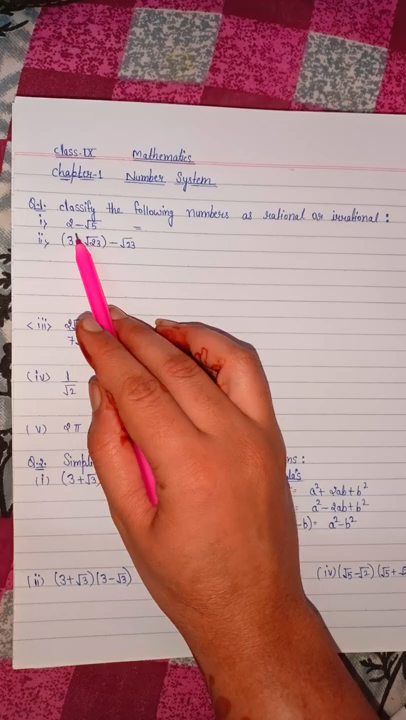 Class-IX Mathematics
Chapter-1 Number System
Q-1: Classify the following numbers as rational or irrational:
i) 2-√5 =
ii) (3 √23) - √23
<iii>
7
(iv) 1/√2
(v) 2π
Q-2: ns:
(i) (3+√3)
= a²+2ab+b²
= a²-2ab+b²
-b) = a²-b²
(ii) (3+√3)(3-√3) (iv) (√5-√2)(√5+√